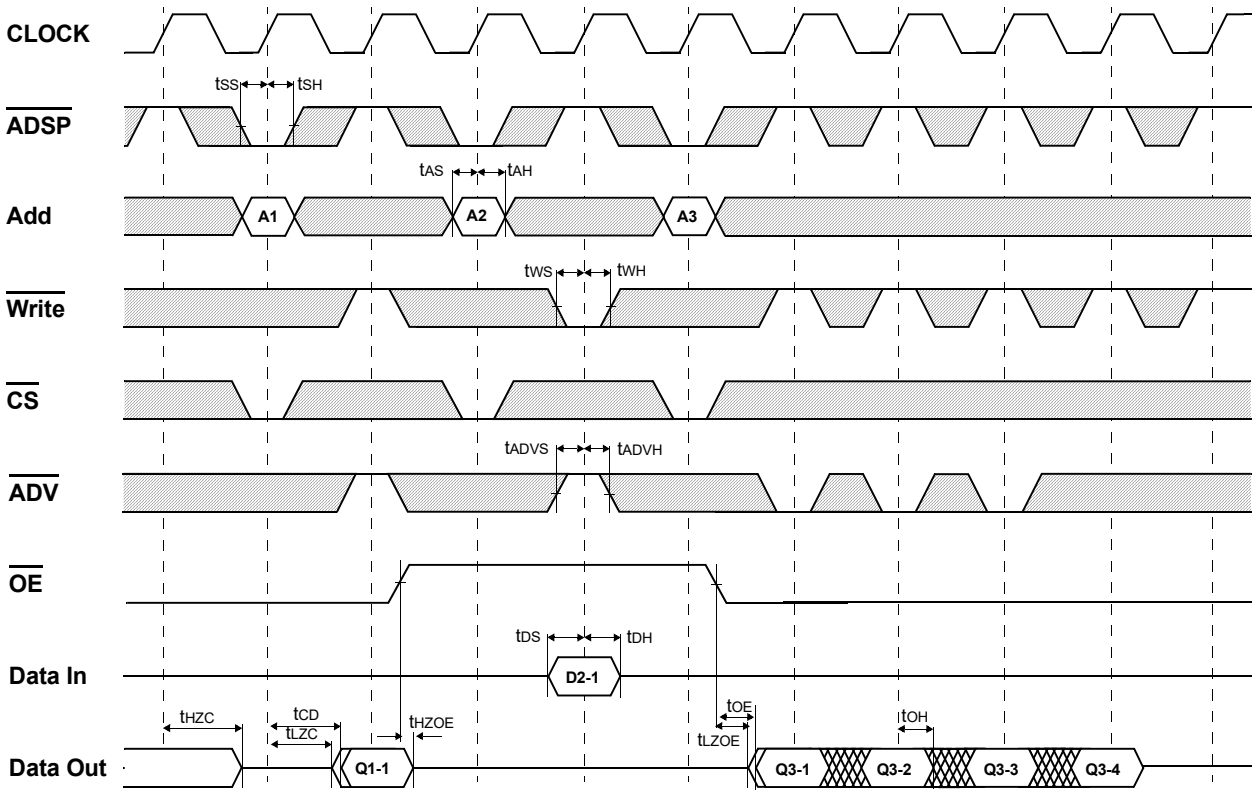 CLOCK
tSS tSH
ADSP
tAS tAH
Add A1 A2 A3
tWS tWH
Write
CS
tADVS tADVH
ADV
OE
tDS tDH
Data In D2-1
tHZC tCD tHZOE tOE tOH
tLZC tLZOE
Data Out Q1-1 Q3-1 Q3-2 Q3-3 Q3-4